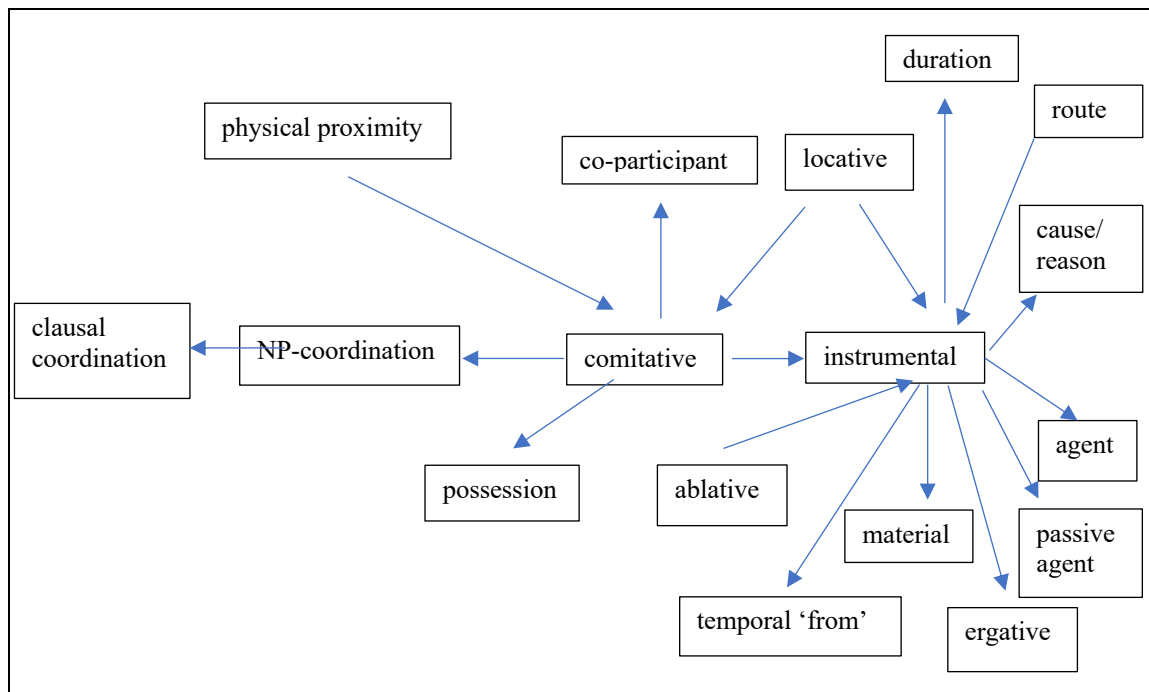 duration
route
physical proximity
co-participant
locative
cause/
reason
clausal
coordination
NP-coordination
comitative
instrumental
agent
possession
ablative
material
passive
agent
temporal ‘from’
ergative